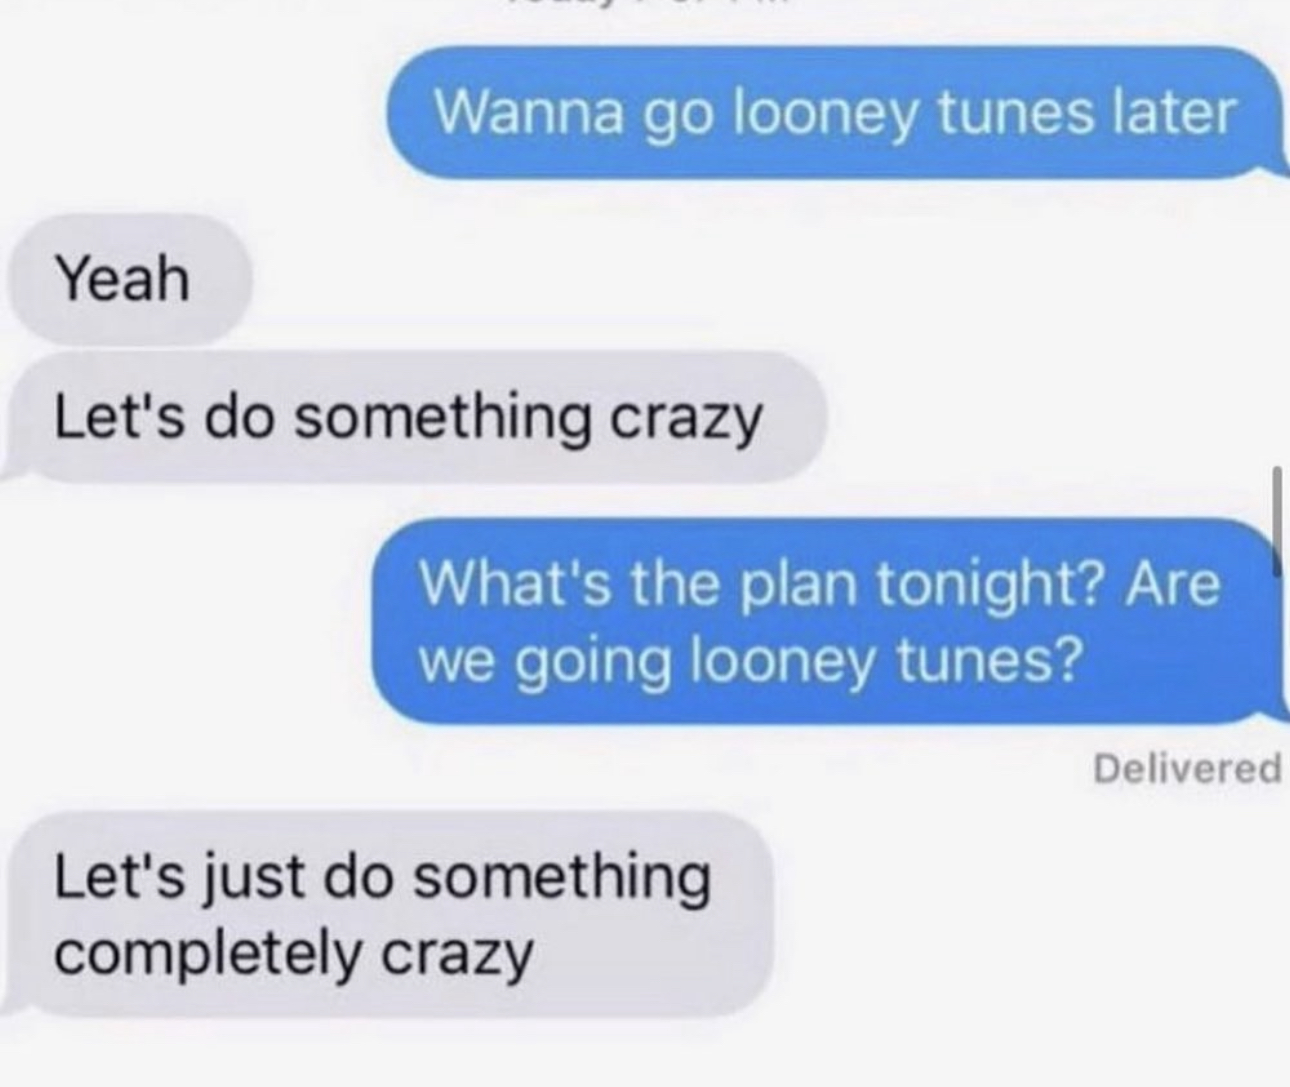 Wanna go looney tunes later
Yeah
Let's do something crazy
What's the plan tonight? Are
we going looney tunes?
Delivered
Let's just do something
completely crazy